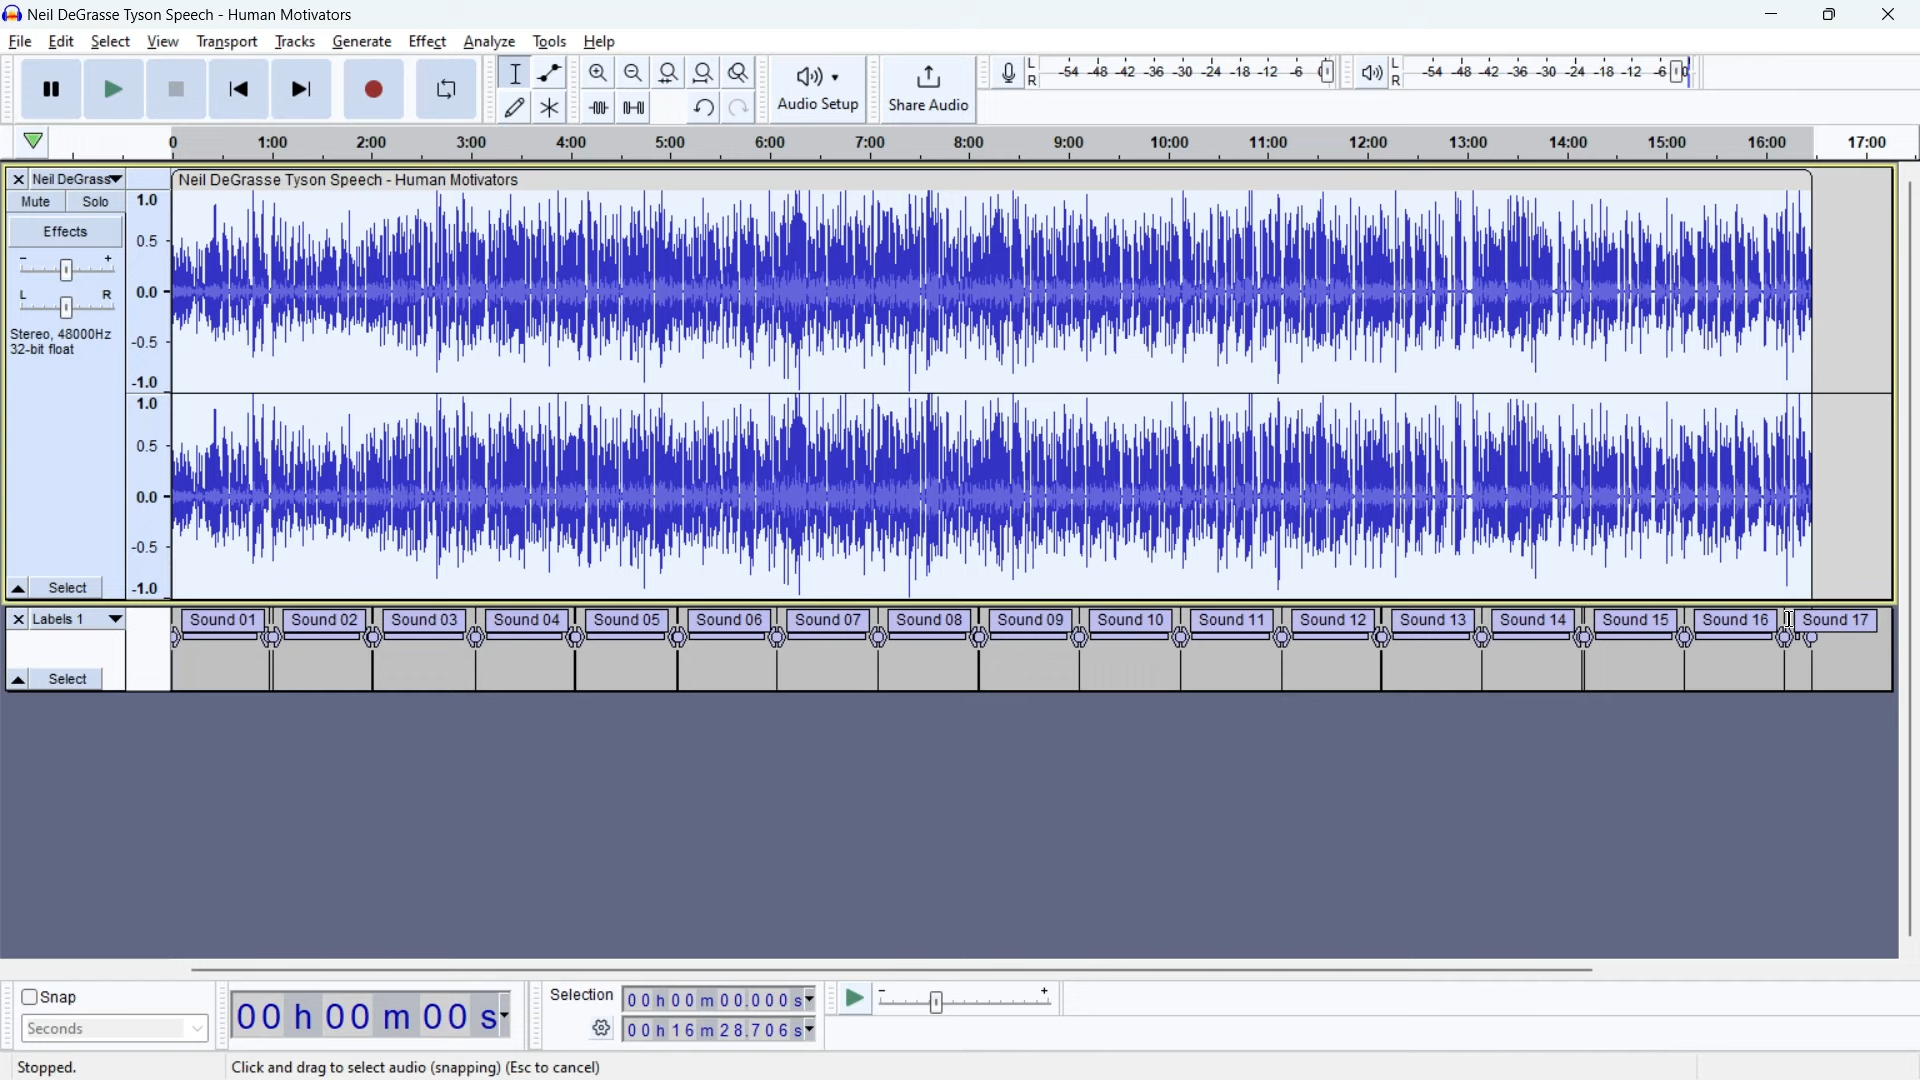 Neil DeGrasse Tyson Speech - Human Motivators
File Edit Select View Transport Tracks Generate Effect Analyze Tools Help
L R -54 -48 -42 -36 -30 -24 -18 -12 -6 L R -54 -48 -42 -36 -30 -24 -18 -12 -6 0
Audio Setup Share Audio
0 1:00 2:00 3:00 4:00 5:00 6:00 7:00 8:00 9:00 10:00 11:00 12:00 13:00 14:00 15:00 16:00 17:00
Neil DeGrass Neil DeGrasse Tyson Speech - Human Motivators
Mute Solo 1.0
Effects 0.5
- +
L R 0.0
Stereo, 48000Hz -0.5
32-bit float
-1.0
1.0
0.5
0.0
-0.5
Select -1.0
Labels 1 Sound 01 Sound 02 Sound 03 Sound 04 Sound 05 Sound 06 Sound 07 Sound 08 Sound 09 Sound 10 Sound 11 Sound 12 Sound 13 Sound 14 Sound 15 Sound 16 Sound 17
Select
Snap
Seconds
00 h 00 m 00 s
Selection 00 h 00 m 00.000 s
00 h 16 m 28.706 s
- +
Stopped. Click and drag to select audio (snapping) (Esc to cancel)